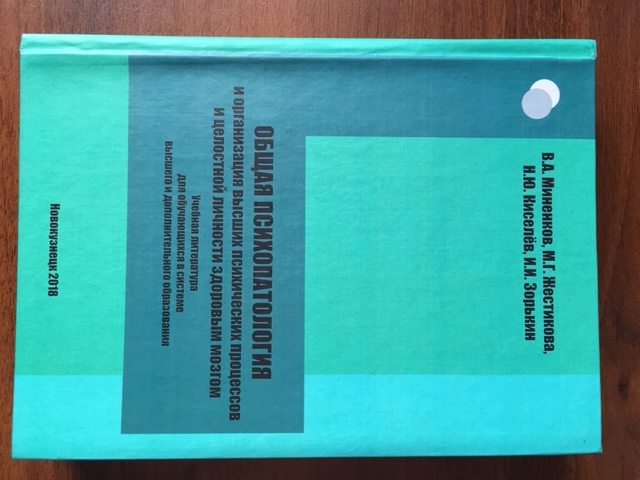 В.А. Миненков, М.Г. Жестикова,
Н.Ю. Киселёв, И.И. Зорькин
ОБЩАЯ ПСИХОПАТОЛОГИЯ
и организация высших психических процессов
и целостной личности здоровым мозгом
Учебная литература
для обучающихся в системе
высшего и дополнительного образования
Новокузнецк 2018